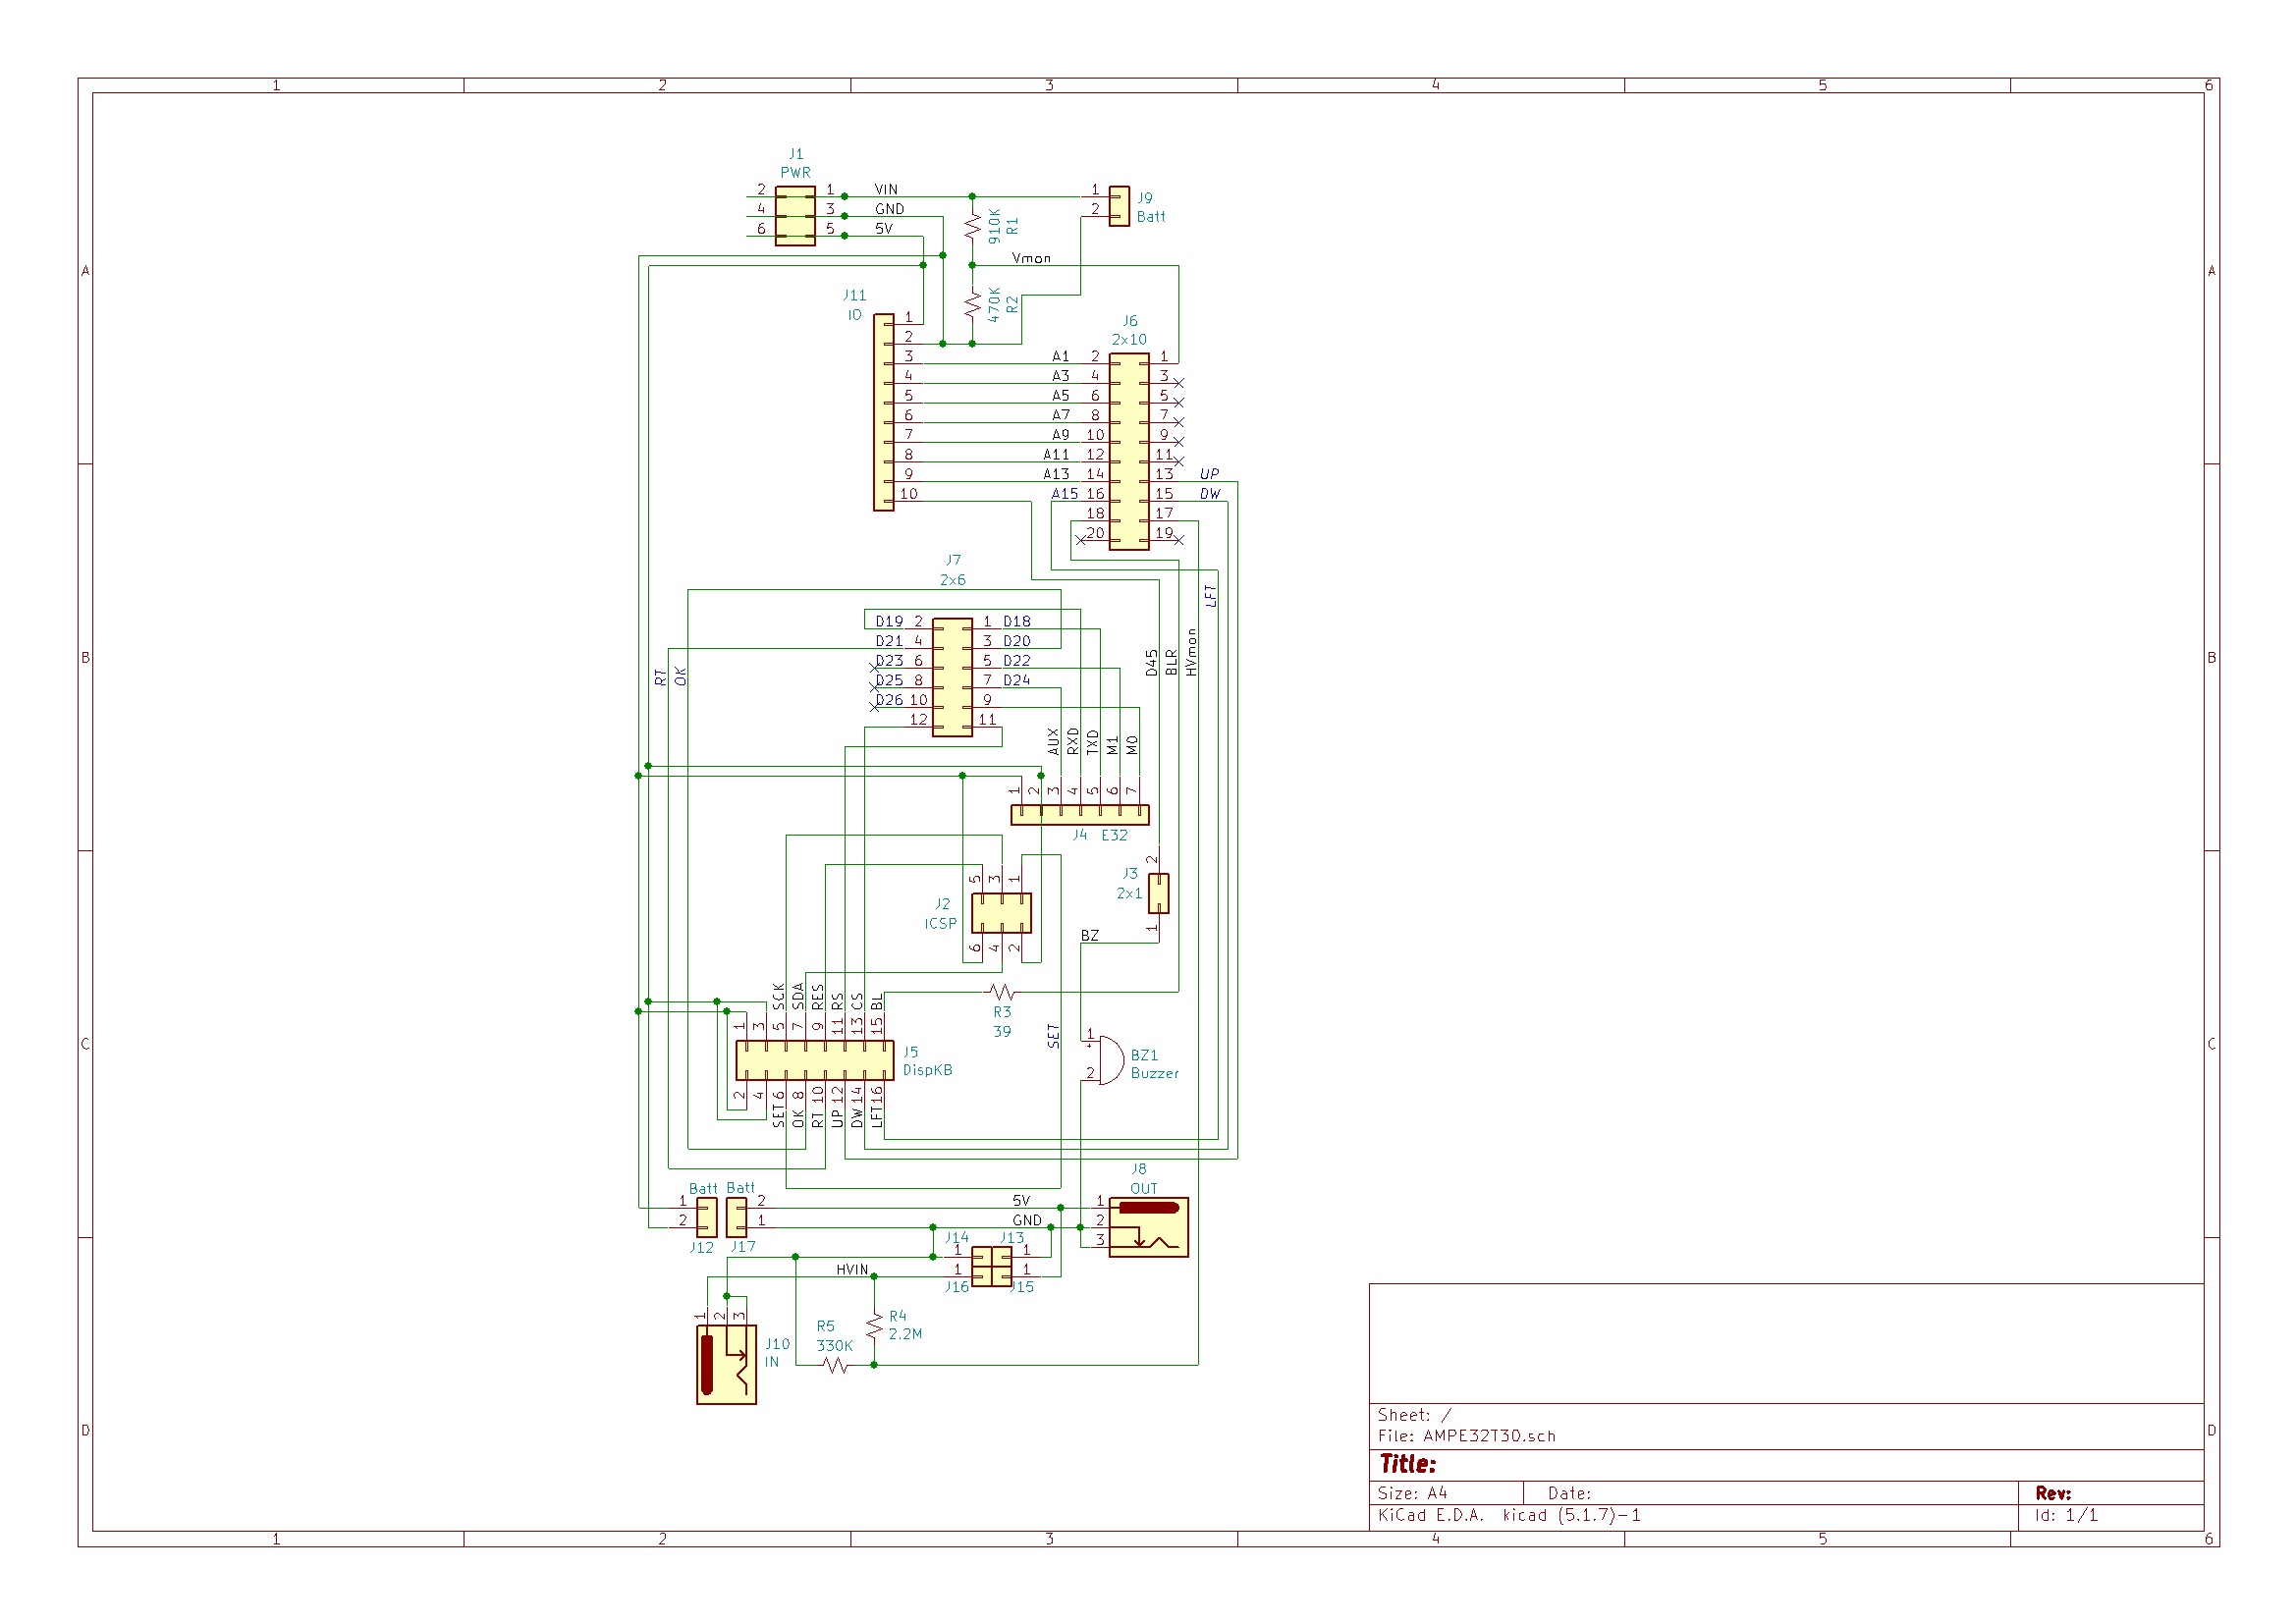 1 2 3 4 5 6
A A
B B
C C
D D
J1
PWR
2 1 VIN
4 3 GND
6 5 5V
1 J9
2 Batt
910K
R1
Vmon
470K
R2
J11
IO
1
2
3
4
5
6
7
8
9
10
J6
2x10
A1 2 1
A3 4 3
A5 6 5
A7 8 7
A9 10 9
A11 12 11
A13 14 13 UP
A15 16 15 DW
18 17
20 19
J7
2x6
D19 2 1 D18
D21 4 3 D20
D23 6 5 D22
D25 8 7 D24
D26 10 9
12 11
RT
OK
LFT
D45
BLR
HVmon
AUX
RXD
TXD
M1
M0
1 2 3 4 5 6 7
J4 E32
2
J3
2x1
1
5 3 1
J2
ICSP
6 4 2
BZ
SCK
SDA
RES
RS
CS
BL
R3
39
SET
1 3 5 7 9 11 13 15
J5
DispKB
2 4 6 8 10 12 14 16
SET
OK
RT
UP
DW
LFT
1 +
BZ1
2 Buzzer
J8
OUT
Batt Batt
1 2 5V 1
2 1 GND 2
3
J12 J17
J14 J13
1 1
HVIN 1 1
J16 J15
1 2 3
J10
IN
R4
2.2M
R5
330K
Sheet: /
File: AMPE32T30.sch
Title:
Size: A4 Date: Rev:
KiCad E.D.A. kicad (5.1.7)-1 Id: 1/1
1 2 3 4 5 6